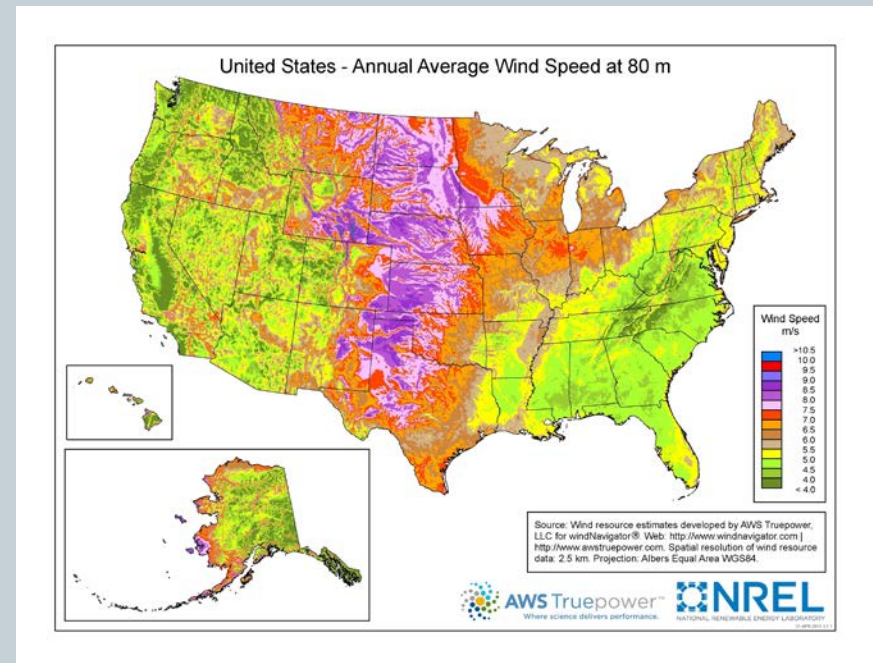 United States - Annual Average Wind Speed at 80 m
Wind Speed
m/s
>10.5
10.0
9.5
9.0
8.5
8.0
7.5
7.0
6.5
6.0
5.5
5.0
4.5
4.0
< 4.0
Source: Wind resource estimates developed by AWS Truepower,
LLC for windNavigator® Web: http://www.windnavigator.com |
http://www.awstruepower.com. Spatial resolution of wind resource
data: 2.5 km. Projection: Albers Equal Area WGS84.
AWS Truepower™
Where science delivers performance.
NREL
NATIONAL RENEWABLE ENERGY LABORATORY